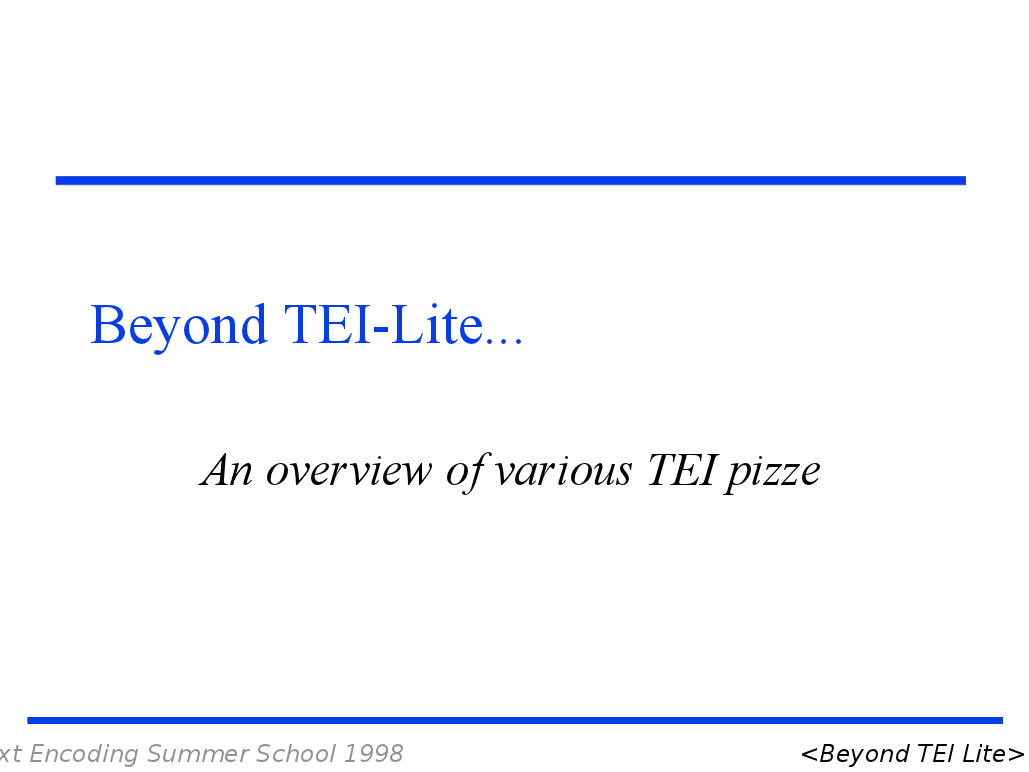 Beyond TEI-Lite...
An overview of various TEI pizze
xt Encoding Summer School 1998
<Beyond TEI Lite>